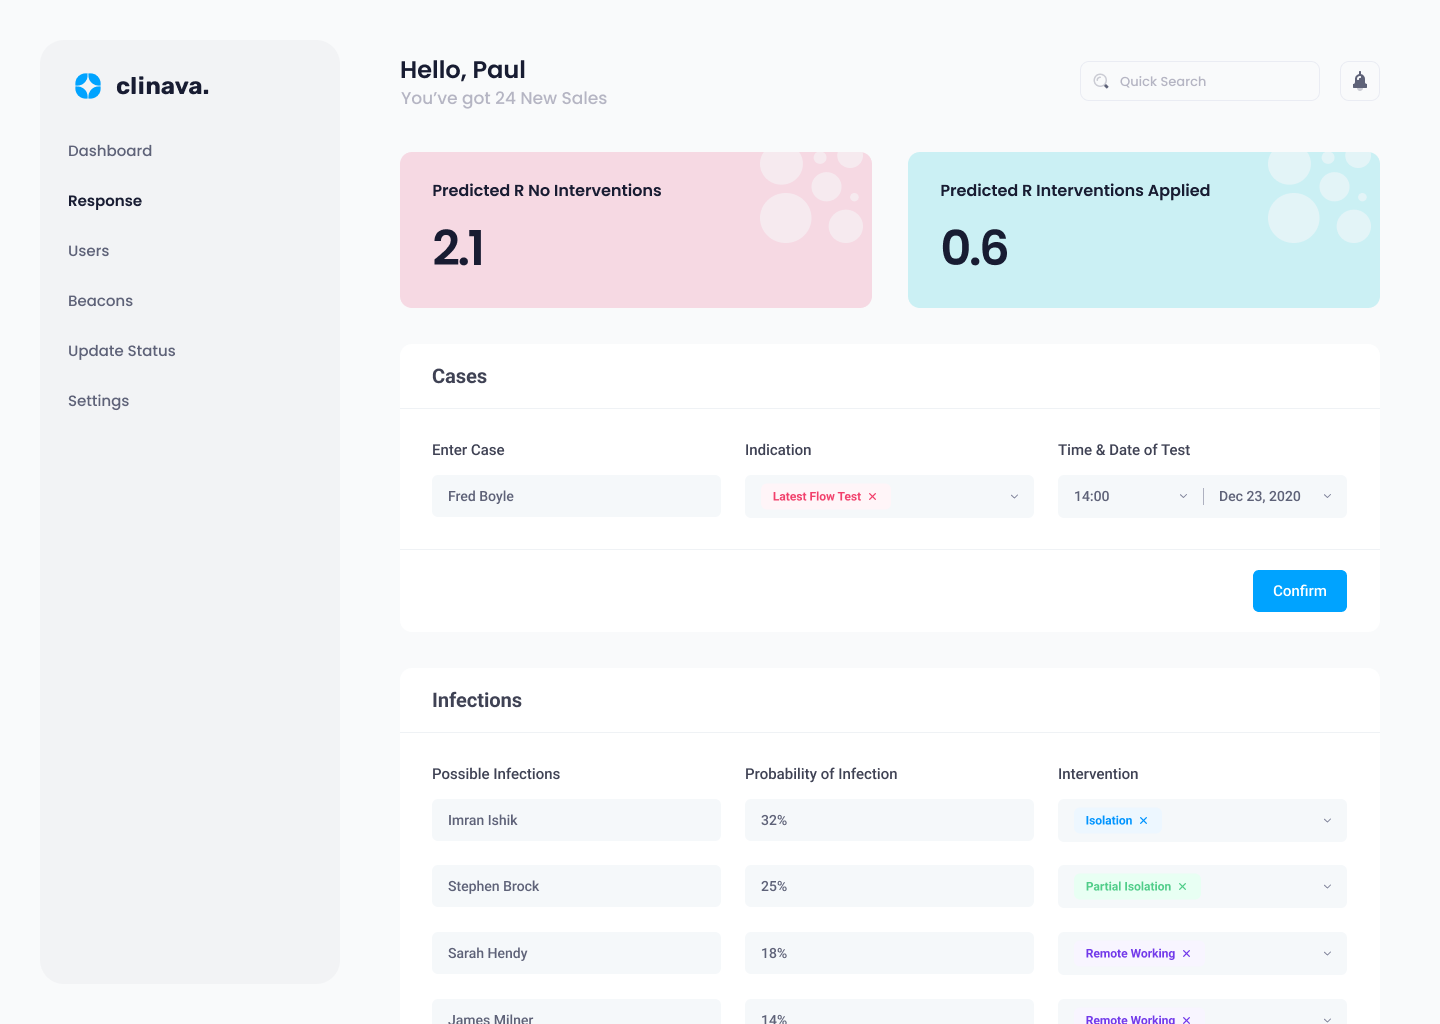 clinava.
Dashboard
Response
Users
Beacons
Update Status
Settings
Hello, Paul
You've got 24 New Sales
Quick Search
Predicted R No Interventions
2.1
Predicted R Interventions Applied
0.6
Cases
Enter Case
Indication
Time & Date of Test
Fred Boyle
Latest Flow Test ×
14:00
Dec 23, 2020
Confirm
Infections
Possible Infections
Probability of Infection
Intervention
Imran Ishik
32%
Isolation ×
Stephen Brock
25%
Partial Isolation ×
Sarah Hendy
18%
Remote Working ×
James Milner
14%
Remote Working ×